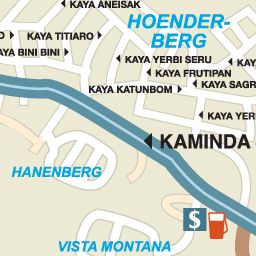 KAYA ANEISAK
HOENDER-
BERG
KAYA TITIARO
KAYA BINI BINI
KAYA YERBI SERU
KAYA FRUTIPAN
KAYA KATUNBOM
KAYA SAGR
KAYA YER
KAMINDA
HANENBERG
$
VISTA MONTANA